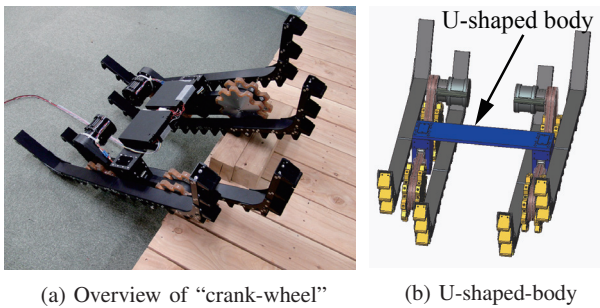 U-shaped body
(a) Overview of “crank-wheel”
(b) U-shaped-body